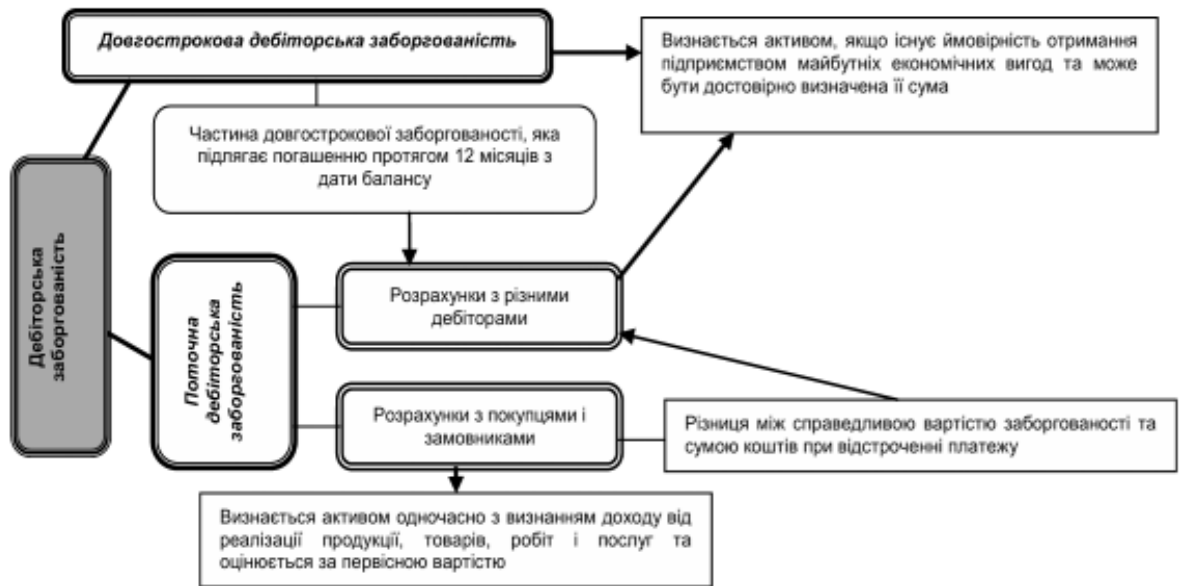 Довгострокова дебіторська заборгованість
Визнається активом, якщо існує ймовірність отримання
підприємством майбутніх економічних вигод та може
бути достовірно визначена її сума
Частина довгострокової заборгованості, яка
підлягає погашенню протягом 12 місяців з
дати балансу
Дебіторська
заборгованість
Поточна
дебіторська
заборгованість
Розрахунки з різними
дебіторами
Розрахунки з покупцями і
замовниками
Різниця між справедливою вартістю заборгованості та
сумою коштів при відстроченні платежу
Визнається активом одночасно з визнанням доходу від
реалізації продукції, товарів, робіт і послуг та
оцінюється за первісною вартістю